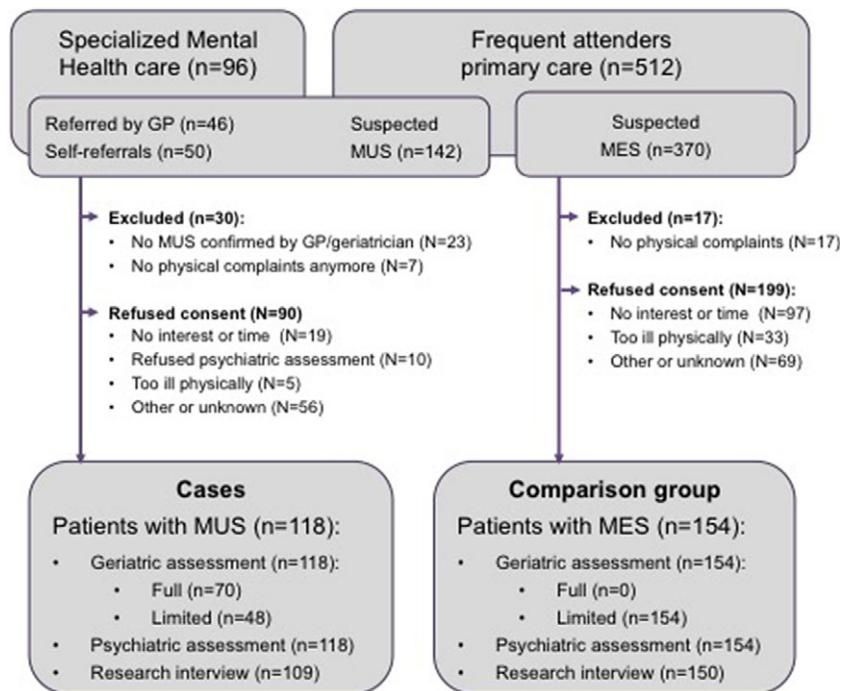 Specialized Mental
Health care (n=96)
Frequent attenders
primary care (n=512)
Referred by GP (n=46)
Self-referrals (n=50)
Suspected
MUS (n=142)
Suspected
MES (n=370)
Excluded (n=30):
• No MUS confirmed by GP/geriatrician (N=23)
• No physical complaints anymore (N=7)
Refused consent (N=90)
• No interest or time (N=19)
• Refused psychiatric assessment (N=10)
• Too ill physically (N=5)
• Other or unknown (N=56)
Excluded (n=17):
• No physical complaints (N=17)
Refused consent (N=199):
• No interest or time (N=97)
• Too ill physically (N=33)
• Other or unknown (N=69)
Cases
Patients with MUS (n=118):
• Geriatric assessment (n=118):
• Full (n=70)
• Limited (n=48)
• Psychiatric assessment (n=118)
• Research interview (n=109)
Comparison group
Patients with MES (n=154):
• Geriatric assessment (n=154):
• Full (n=0)
• Limited (n=154)
• Psychiatric assessment (n=154)
• Research interview (n=150)